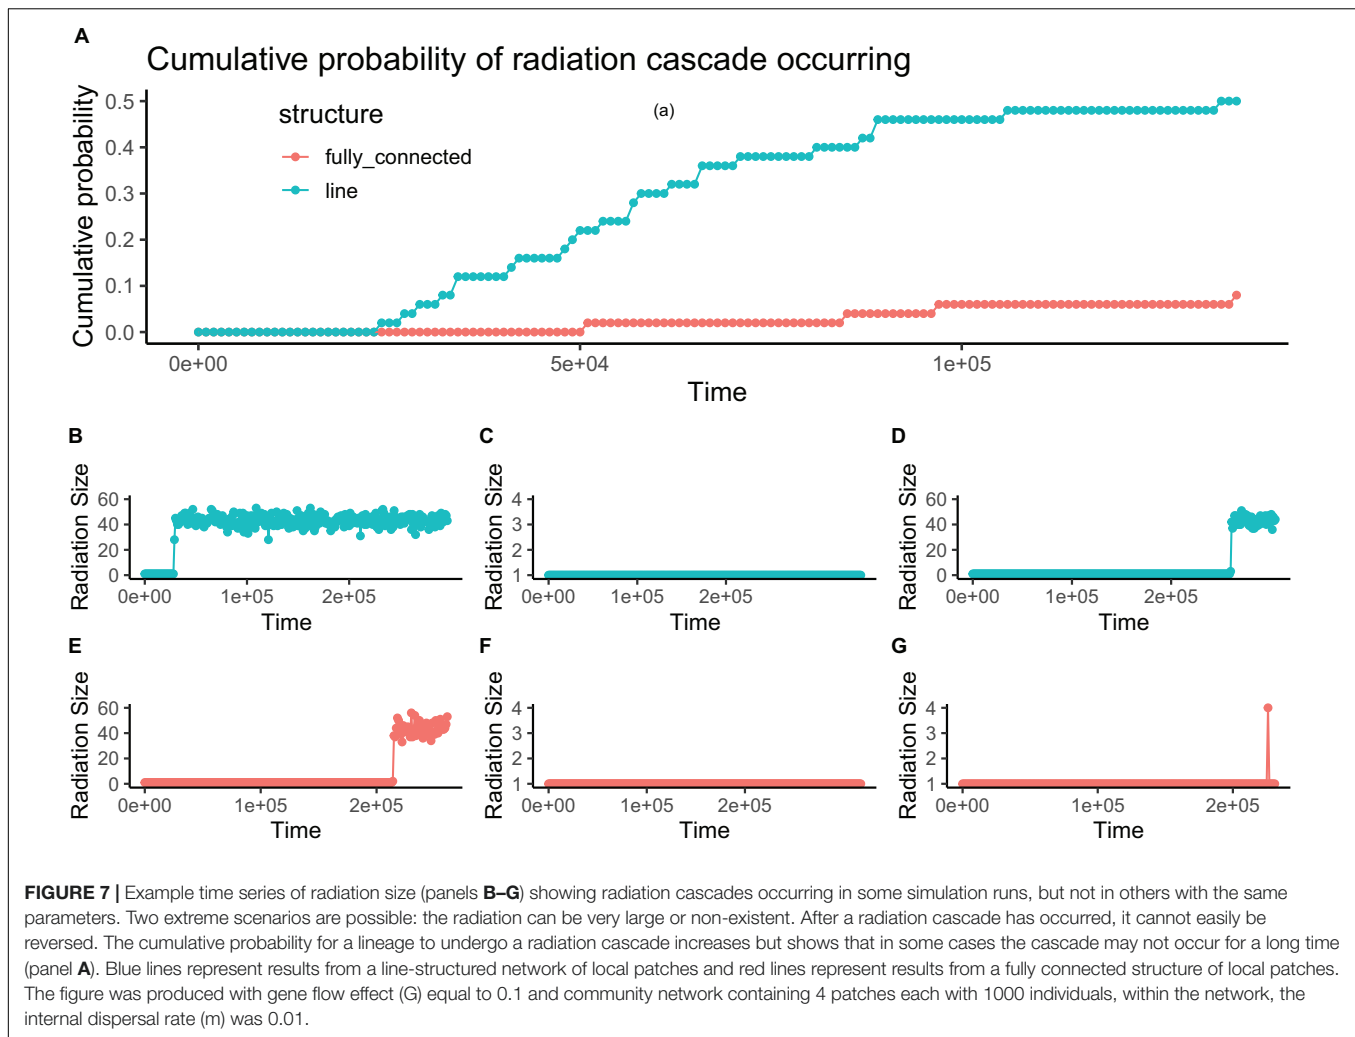 A
Cumulative probability of radiation cascade occurring
Cumulative probability
0.5
0.4
0.3
0.2
0.1
0.0
structure
fully_connected
line
(a)
0e+00 5e+04 1e+05
Time
B
Radiation Size
60
40
20
0
0e+00 1e+05 2e+05
Time
C
Radiation Size
4
3
2
1
0e+00 1e+05 2e+05
Time
D
Radiation Size
60
40
20
0
0e+00 1e+05 2e+05
Time
E
Radiation Size
60
40
20
0
0e+00 1e+05 2e+05
Time
F
Radiation Size
4
3
2
1
0e+00 1e+05 2e+05
Time
G
Radiation Size
4
3
2
1
0e+00 1e+05 2e+05
Time
FIGURE 7 | Example time series of radiation size (panels B–G) showing radiation cascades occurring in some simulation runs, but not in others with the same
parameters. Two extreme scenarios are possible: the radiation can be very large or non-existent. After a radiation cascade has occurred, it cannot easily be
reversed. The cumulative probability for a lineage to undergo a radiation cascade increases but shows that in some cases the cascade may not occur for a long time
(panel A). Blue lines represent results from a line-structured network of local patches and red lines represent results from a fully connected structure of local patches.
The figure was produced with gene flow effect (G) equal to 0.1 and community network containing 4 patches each with 1000 individuals, within the network, the
internal dispersal rate (m) was 0.01.